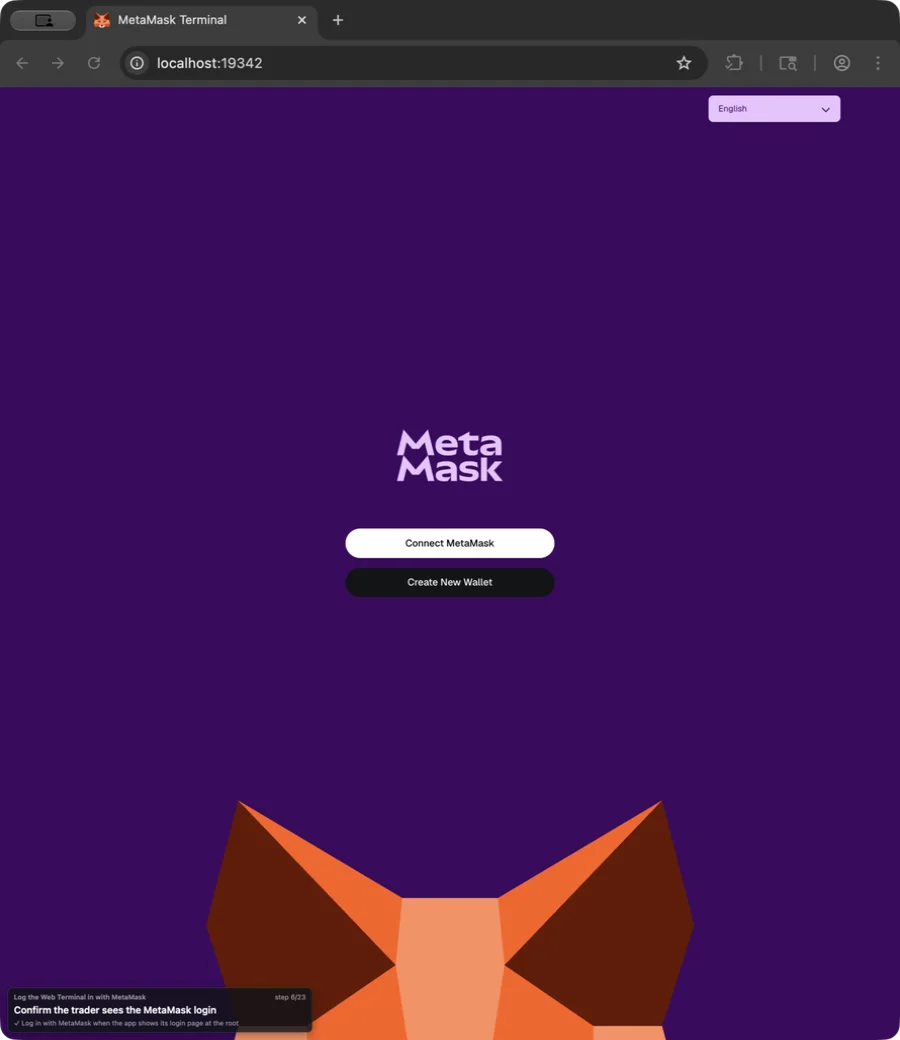 MetaMask Terminal
localhost:19342
English
Meta
Mask
Connect MetaMask
Create New Wallet
Log the Web Terminal in with MetaMask
step 6/23
Confirm the trader sees the MetaMask login
✓ Log in with MetaMask when the app shows its login page at the root